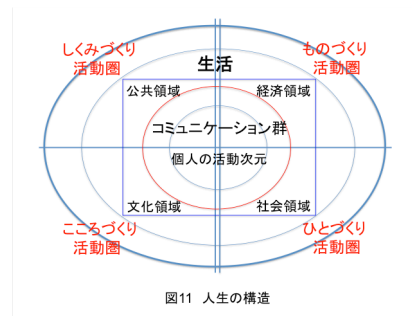 しくみづくり
活動圏
ものづくり
活動圏
生活
公共領域
経済領域
コミュニケーション群
個人の活動次元
文化領域
社会領域
こころづくり
活動圏
ひとづくり
活動圏
図11 人生の構造